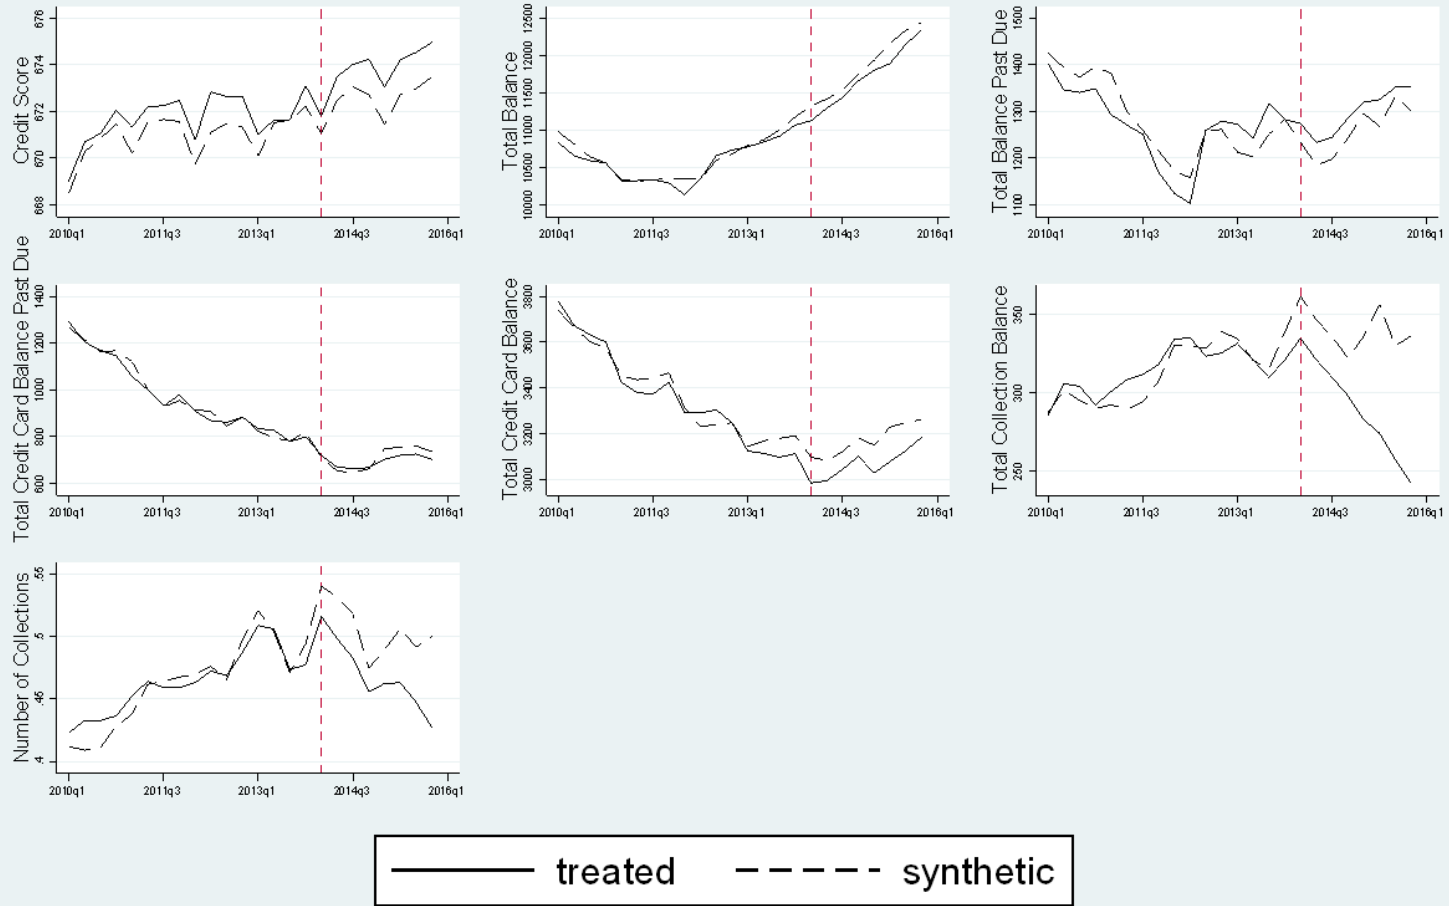 Credit Score
676
674
672
670
668
2010q1 2011q3 2013q1 2014q3 2016q1
Total Balance
12500
12000
11500
11000
10500
10000
2010q1 2011q3 2013q1 2014q3 2016q1
Total Balance Past Due
1500
1400
1300
1200
1100
2010q1 2011q3 2013q1 2014q3 2016q1
Total Credit Card Balance Past Due
1400
1200
1000
800
600
2010q1 2011q3 2013q1 2014q3 2016q1
Total Credit Card Balance
3800
3600
3400
3200
3000
2010q1 2011q3 2013q1 2014q3 2016q1
Total Collection Balance
350
300
250
2010q1 2011q3 2013q1 2014q3 2016q1
Number of Collections
.55
.5
.45
.4
2010q1 2011q3 2013q1 2014q3 2016q1
treated synthetic